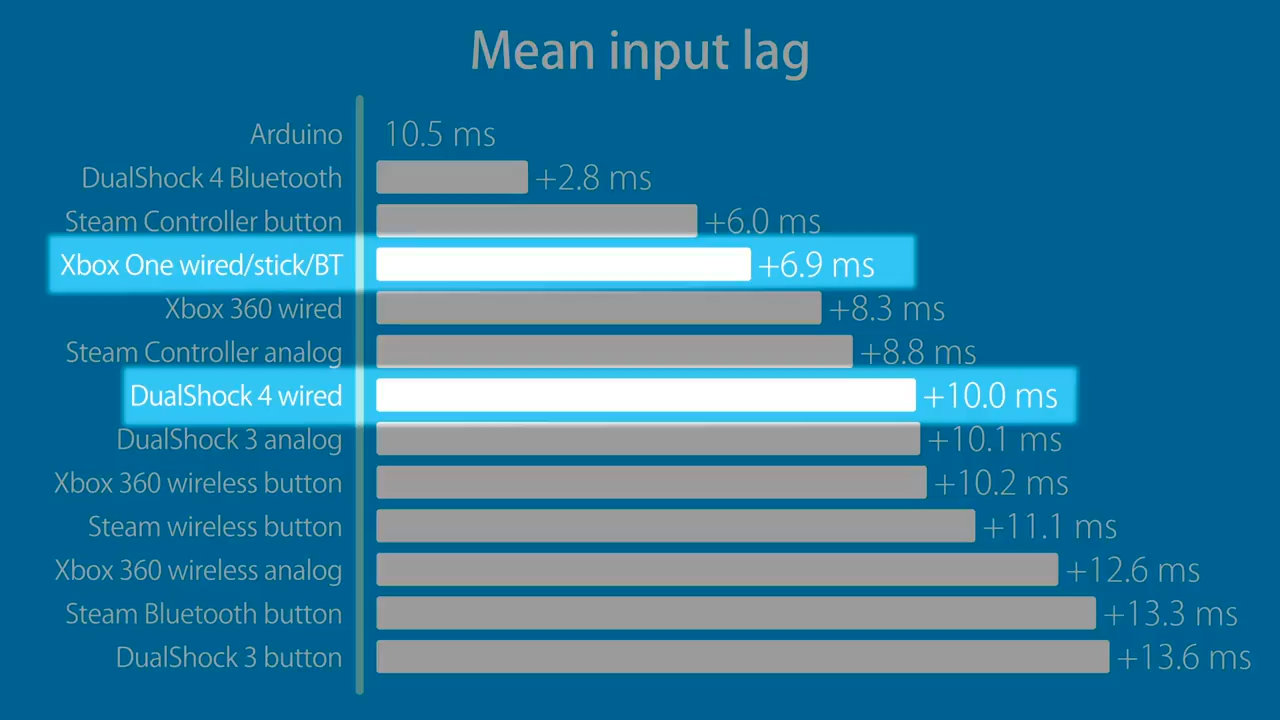 Mean input lag
Arduino 10.5 ms
DualShock 4 Bluetooth +2.8 ms
Steam Controller button +6.0 ms
Xbox One wired/stick/BT +6.9 ms
Xbox 360 wired +8.3 ms
Steam Controller analog +8.8 ms
DualShock 4 wired +10.0 ms
DualShock 3 analog +10.1 ms
Xbox 360 wireless button +10.2 ms
Steam wireless button +11.1 ms
Xbox 360 wireless analog +12.6 ms
Steam Bluetooth button +13.3 ms
DualShock 3 button +13.6 ms